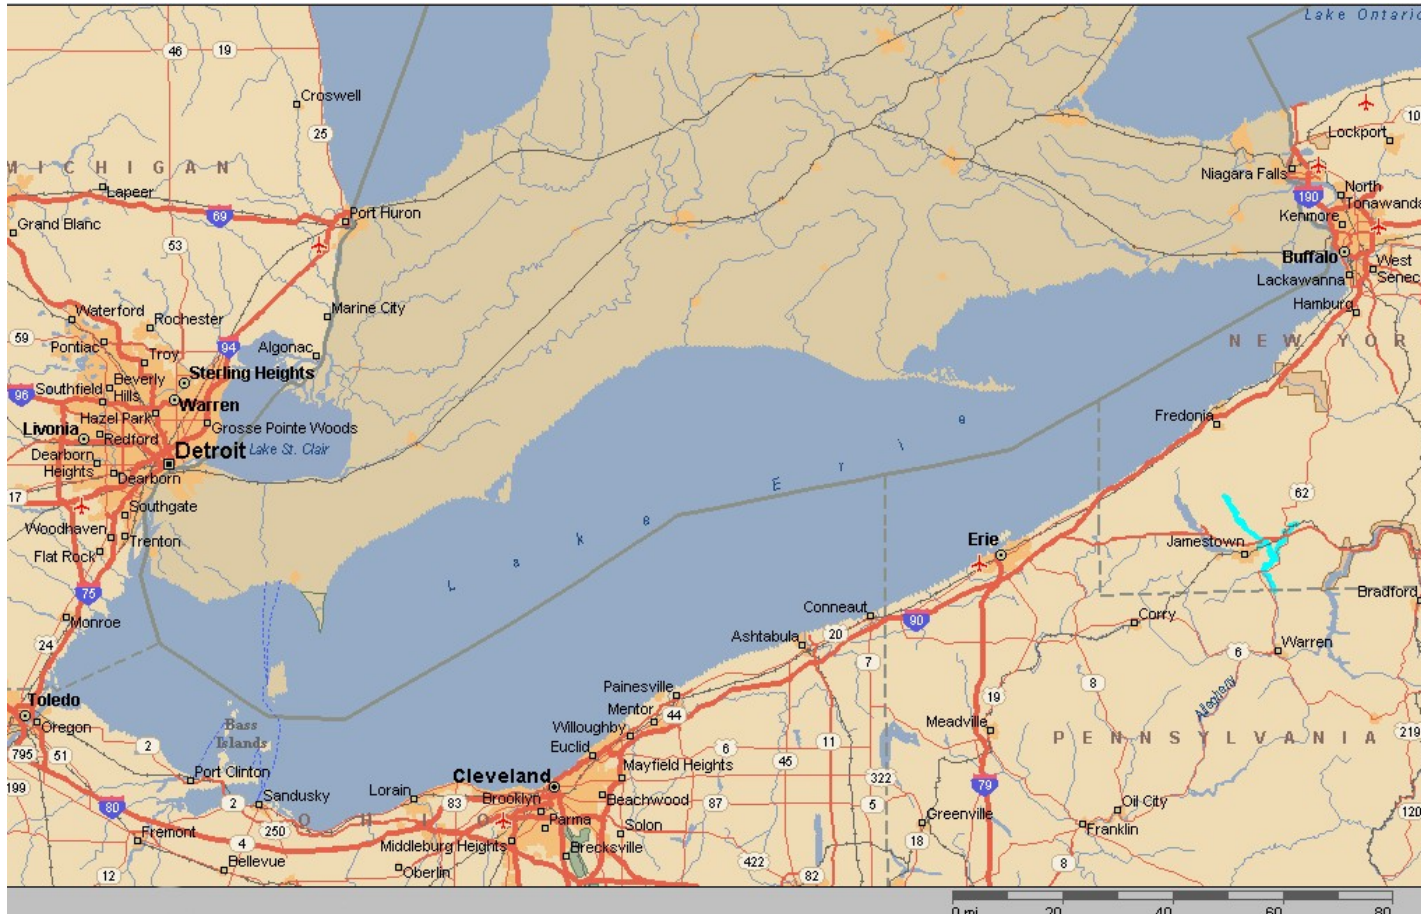 Lake Ontario
46
19
Croswell
25
10
Lockport
MICHIGAN
Lapeer
Niagara Falls
North
Tonawanda
190
69
Port Huron
Grand Blanc
Kenmore
53
Buffalo
West
Senec
Lackawanna
Hamburg
Marine City
Waterford
Rochester
59
Pontiac
Troy
94
Algonac
NEW YOR
Sterling Heights
96
Southfield
Beverly
Hills
Warren
Hazel Park
Grosse Pointe Woods
Livonia
Redford
Fredonia
Detroit
Lake St. Clair
Dearborn
Heights
Dearborn
17
62
Southgate
Woodhaven
Trenton
Flat Rock
Lake Erie
Erie
Jamestown
75
Bradford
Monroe
Conneaut
90
Corry
24
Ashtabula
20
7
6
Warren
Toledo
Oregon
Painesville
Mentor
44
8
19
Allegheny
Bass
Islands
Willoughby
Meadville
PENNSYLVANIA
219
795
51
2
Euclid
6
11
45
Port Clinton
Cleveland
Mayfield Heights
322
79
199
80
2
Sandusky
Lorain
83
Brooklyn
Beachwood
87
5
Oil City
OHIO
250
Parma
Solon
Greenville
Franklin
120
Fremont
4
Middleburg Heights
Brecksville
18
Bellevue
Oberlin
422
8
12
82
0 mi
20
40
60
80